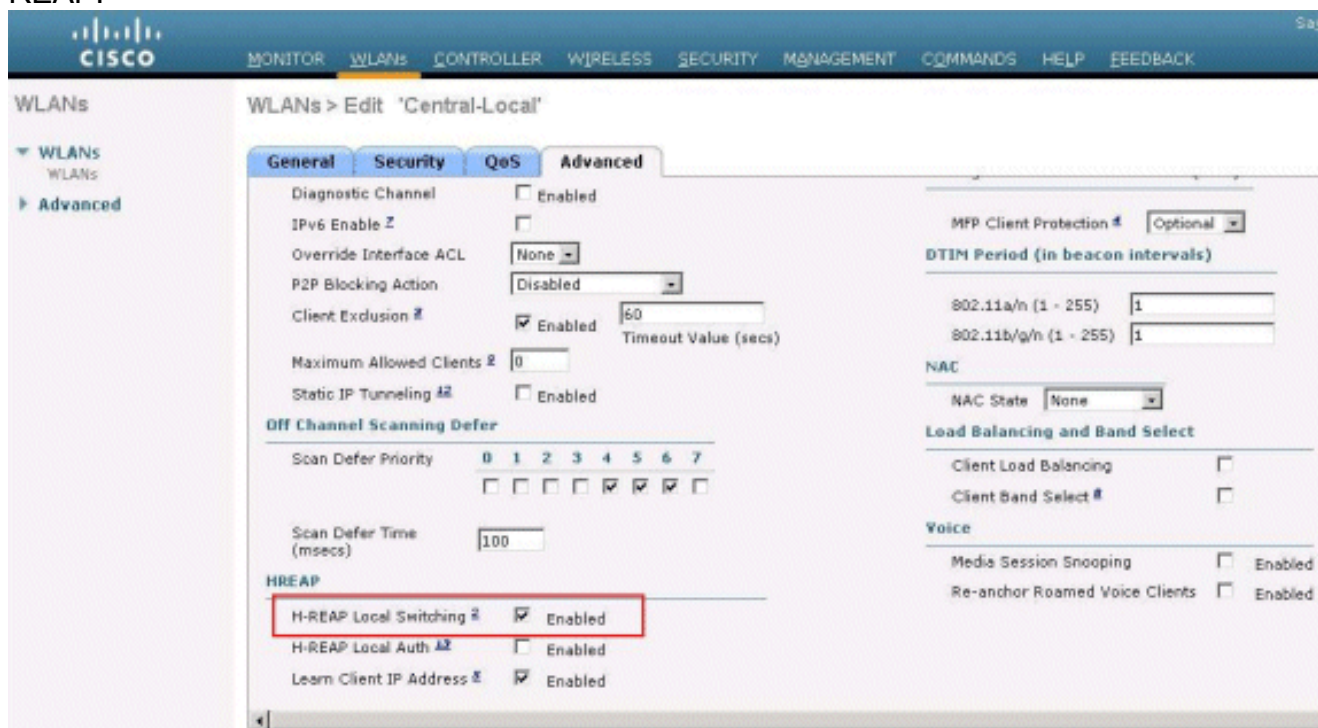 CISCO
MONITOR WLANs CONTROLLER WIRELESS SECURITY MANAGEMENT COMMANDS HELP FEEDBACK
WLANs
WLANs
WLANs
Advanced
WLANs > Edit 'Central-Local'
General Security QoS Advanced
Diagnostic Channel Enabled
IPv6 Enable 7
Override Interface ACL None
P2P Blocking Action Disabled
Client Exclusion Enabled 60
Timeout Value (secs)
Maximum Allowed Clients 0
Static IP Tunneling Enabled
Off Channel Scanning Defer
Scan Defer Priority 0 1 2 3 4 5 6 7
Scan Defer Time
(msecs) 100
HREAP
H-REAP Local Switching 2 Enabled
H-REAP Local Auth 12 Enabled
Learn Client IP Address Enabled
MFP Client Protection 4 Optional
DTIM Period (in beacon intervals)
802.11a/n (1 - 255) 1
802.11b/g/n (1 - 255) 1
NAC
NAC State None
Load Balancing and Band Select
Client Load Balancing
Client Band Select
Voice
Media Session Snooping Enabled
Re-anchor Roamed Voice Clients Enabled